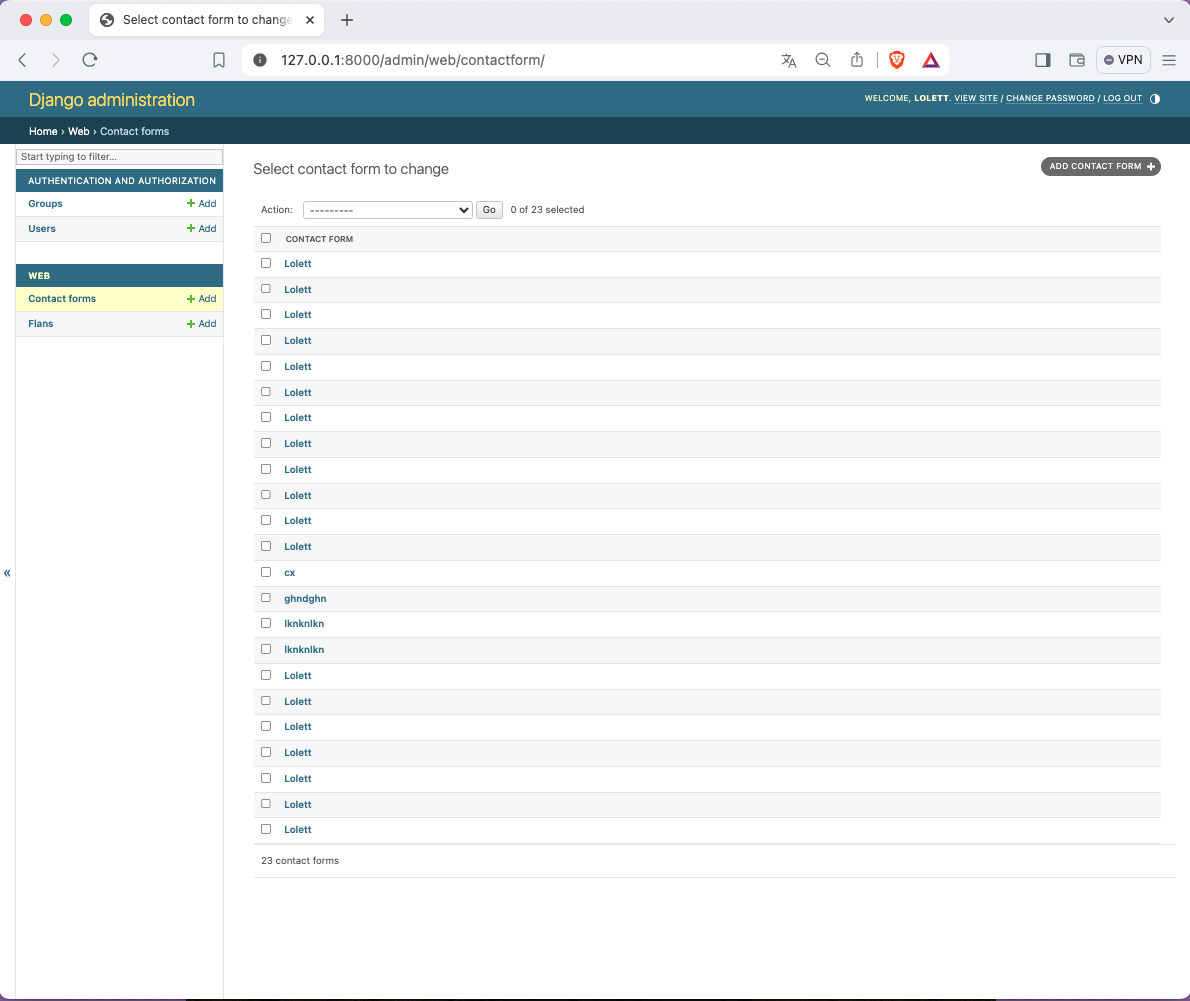 Select contact form to change
127.0.0.1:8000/admin/web/contactform/
VPN
Django administration
WELCOME, LOLETT. VIEW SITE / CHANGE PASSWORD / LOG OUT
Home › Web › Contact forms
Start typing to filter...
AUTHENTICATION AND AUTHORIZATION
Groups + Add
Users + Add
WEB
Contact forms + Add
Flans + Add
«
Select contact form to change
ADD CONTACT FORM +
Action: --------- Go 0 of 23 selected
CONTACT FORM
Lolett
Lolett
Lolett
Lolett
Lolett
Lolett
Lolett
Lolett
Lolett
Lolett
Lolett
Lolett
cx
ghndghn
lknknlkn
lknknlkn
Lolett
Lolett
Lolett
Lolett
Lolett
Lolett
Lolett
23 contact forms